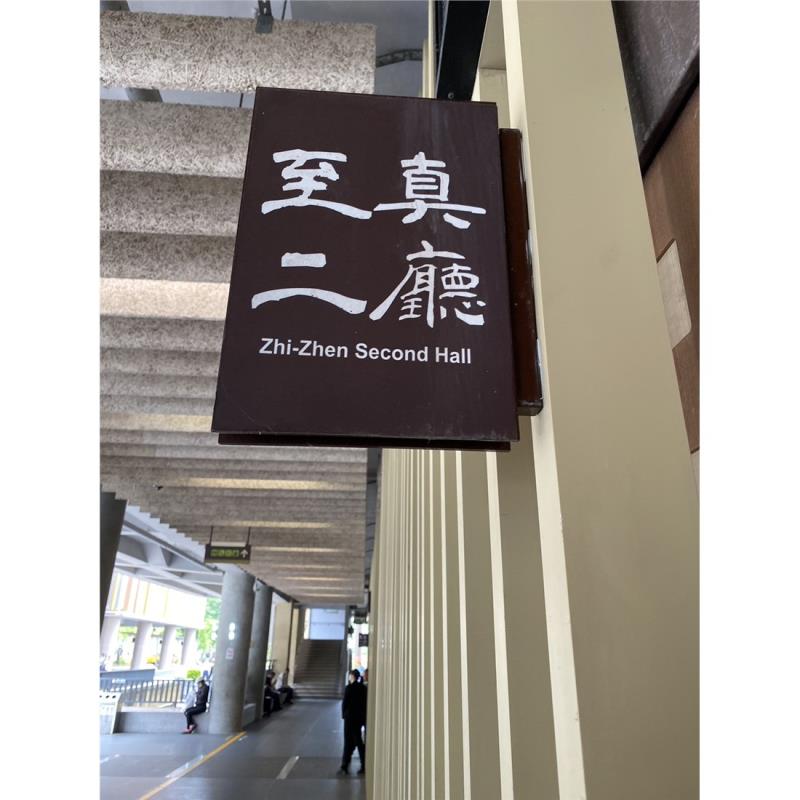 至真
二廳
Zhi-Zhen Second Hall